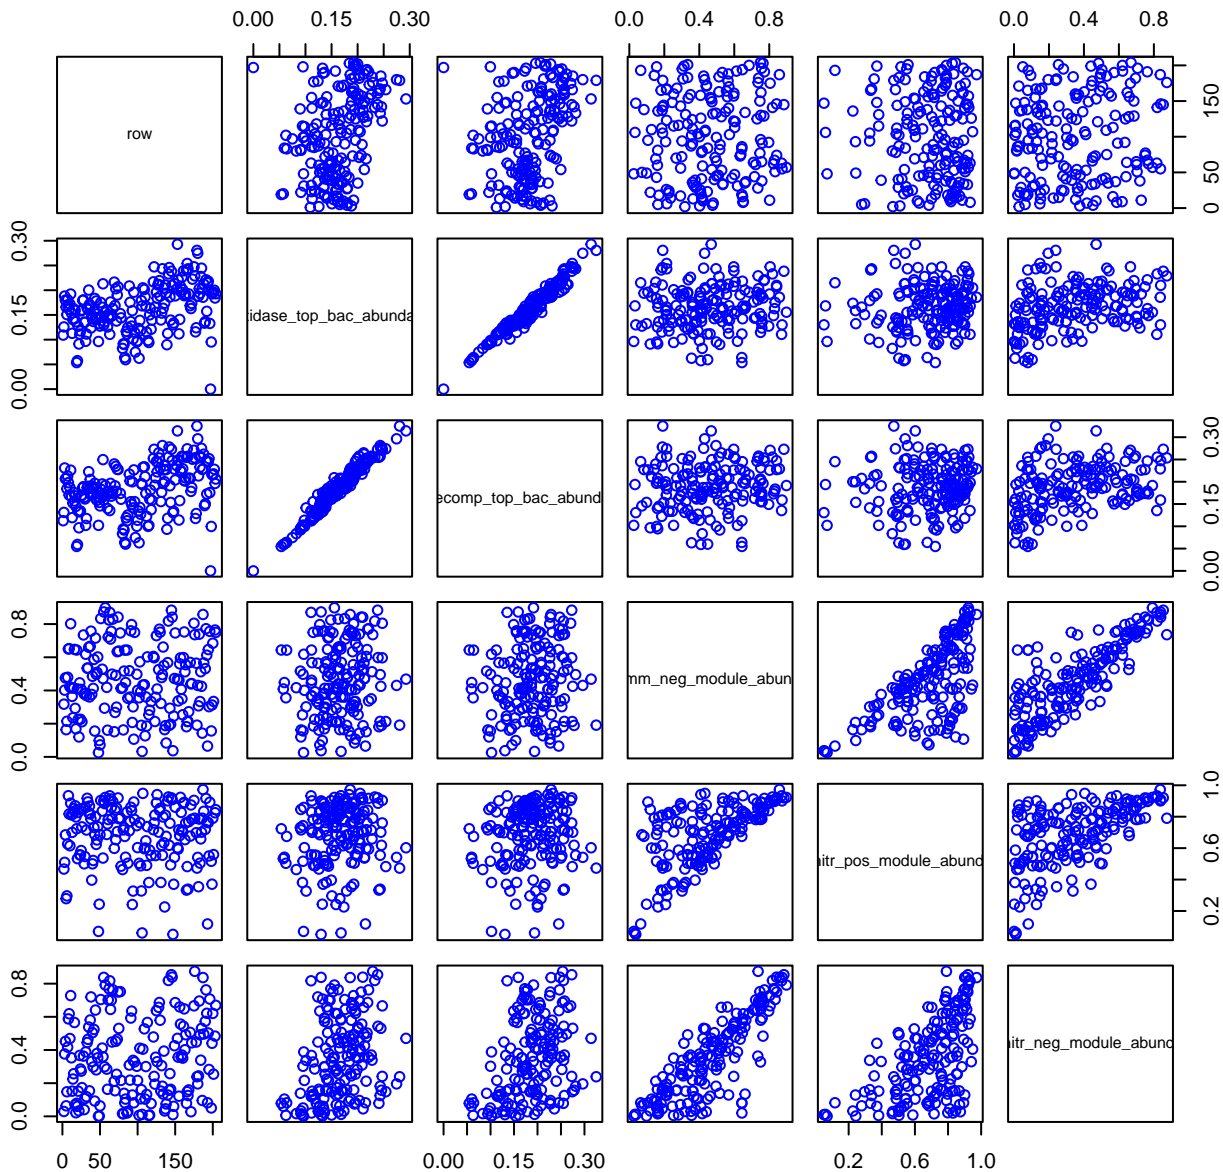 0.00 0.15 0.30 0.0 0.4 0.8 0.0 0.4 0.8
row
0 50 150
0.00 0.15 0.30
tidase_top_bac_abunda
ecomp_top_bac_abund
0.00 0.15 0.30
0.0 0.4 0.8
mm_neg_module_abun
nitr_pos_module_abund
0.2 0.6 1.0
0.0 0.4 0.8
nitr_neg_module_abund
0 50 150 0.00 0.15 0.30 0.2 0.6 1.0